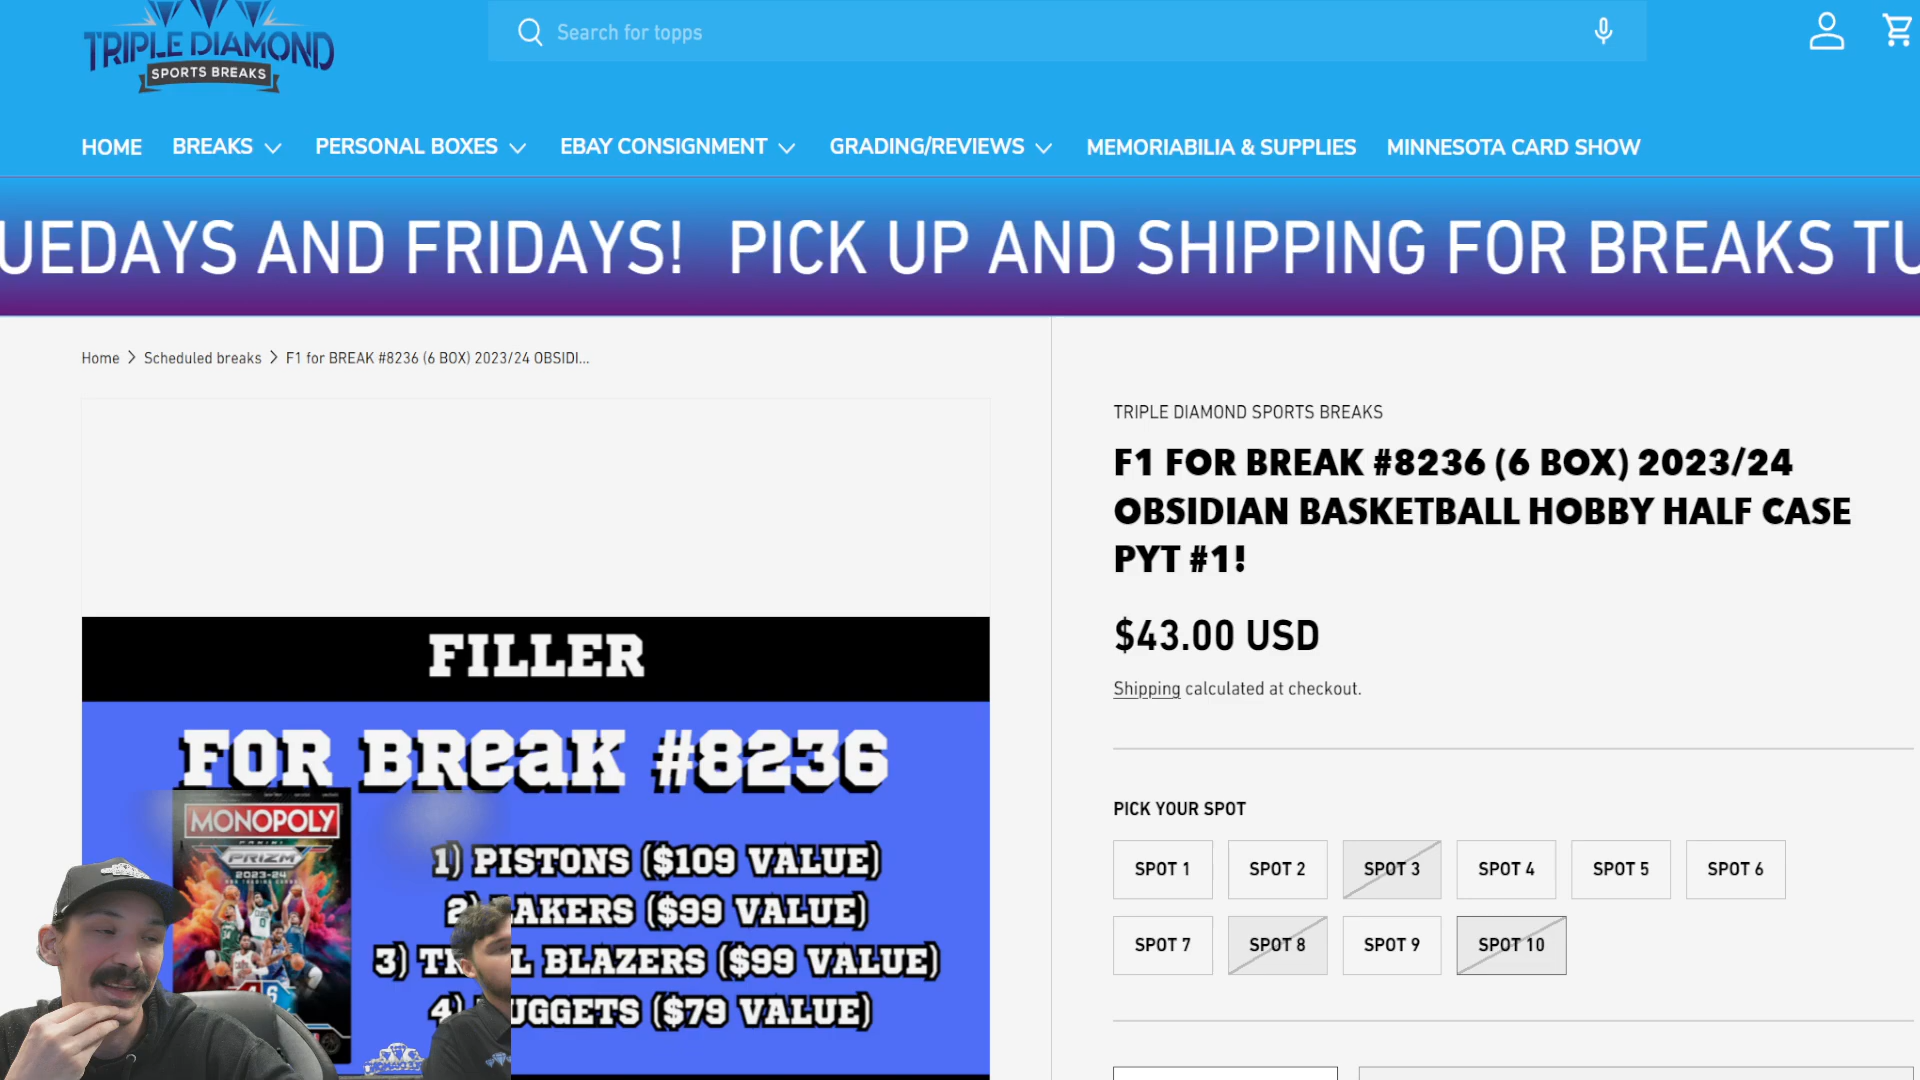 TRIPLE DIAMOND
SPORTS BREAKS
Search for topps
HOME
BREAKS
PERSONAL BOXES
EBAY CONSIGNMENT
GRADING/REVIEWS
MEMORIABILIA & SUPPLIES
MINNESOTA CARD SHOW
UEDAYS AND FRIDAYS! PICK UP AND SHIPPING FOR BREAKS TU
Home > Scheduled breaks > F1 for BREAK #8236 (6 BOX) 2023/24 OBSIDI...
TRIPLE DIAMOND SPORTS BREAKS
F1 FOR BREAK #8236 (6 BOX) 2023/24
OBSIDIAN BASKETBALL HOBBY HALF CASE
PYT #1!
$43.00 USD
Shipping calculated at checkout.
PICK YOUR SPOT
SPOT 1
SPOT 2
SPOT 3
SPOT 4
SPOT 5
SPOT 6
SPOT 7
SPOT 8
SPOT 9
SPOT 10
FILLER
FOR BREAK #8236
MONOPOLY
PANINI
PRIZM
2023-24
1) PISTONS ($109 VALUE)
2) LAKERS ($99 VALUE)
3) TRAIL BLAZERS ($99 VALUE)
4) NUGGETS ($79 VALUE)